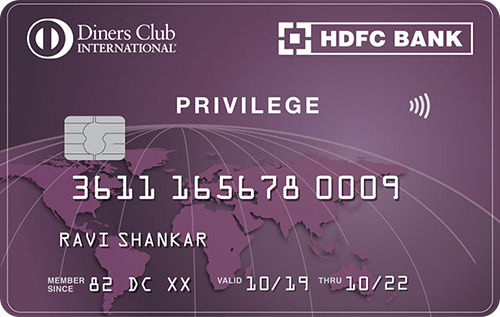 Diners Club
INTERNATIONAL®
HDFC BANK
PRIVILEGE
3611 165678 0009
RAVI SHANKAR
MEMBER SINCE 82 DC XX VALID 10/19 THRU 10/22